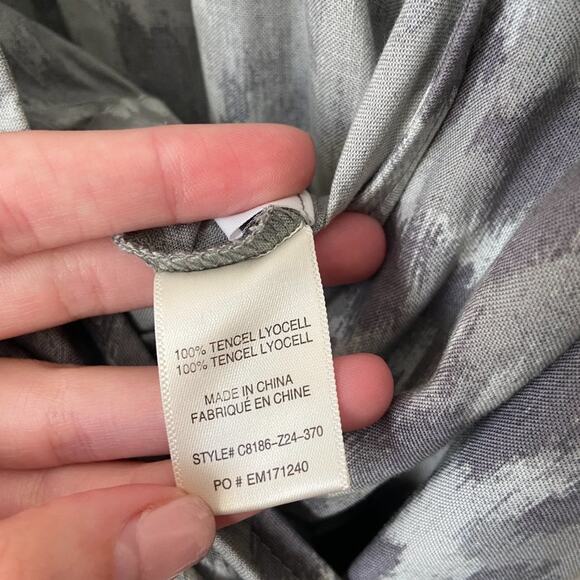 100% TENCEL LYOCELL
100% TENCEL LYOCELL
MADE IN CHINA
FABRIQUÉ EN CHINE
STYLE# C8186-Z24-370
PO # EM171240